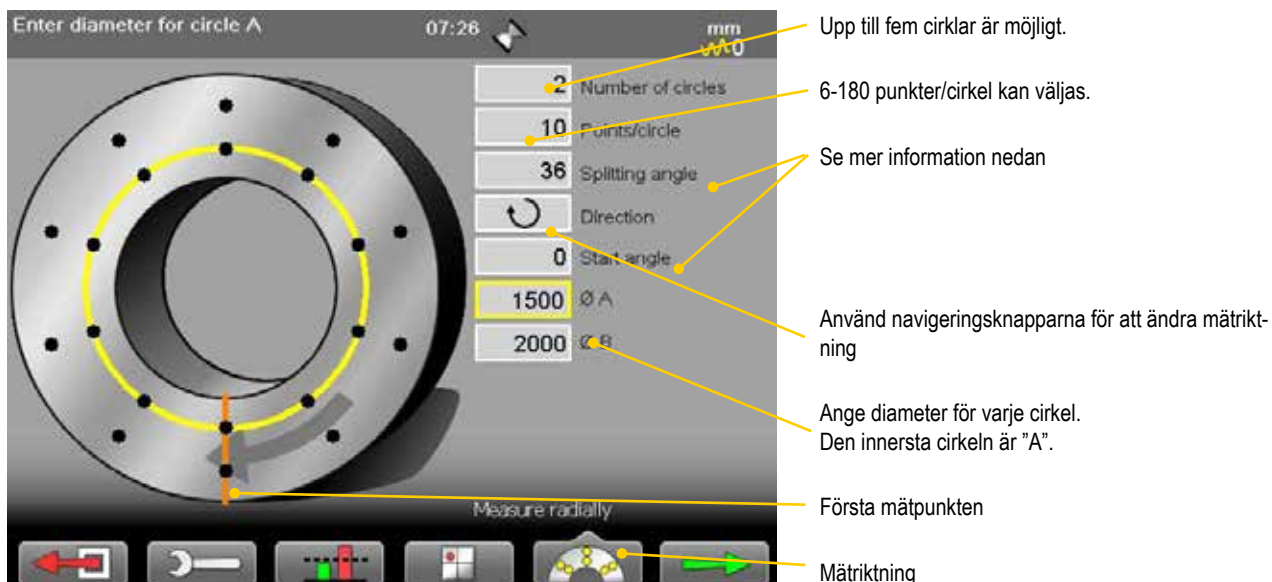 Enter diameter for circle A
07:26
mm
0
2 Number of circles
10 Points/circle
36 Splitting angle
Direction
0 Start angle
1500 Ø A
2000 Ø B
Measure radially
Upp till fem cirklar är möjligt.
6-180 punkter/cirkel kan väljas.
Se mer information nedan
Använd navigeringsknapparna för att ändra mätrikt-
ning
Ange diameter för varje cirkel.
Den innersta cirkeln är ”A”.
Första mätpunkten
Mätriktning